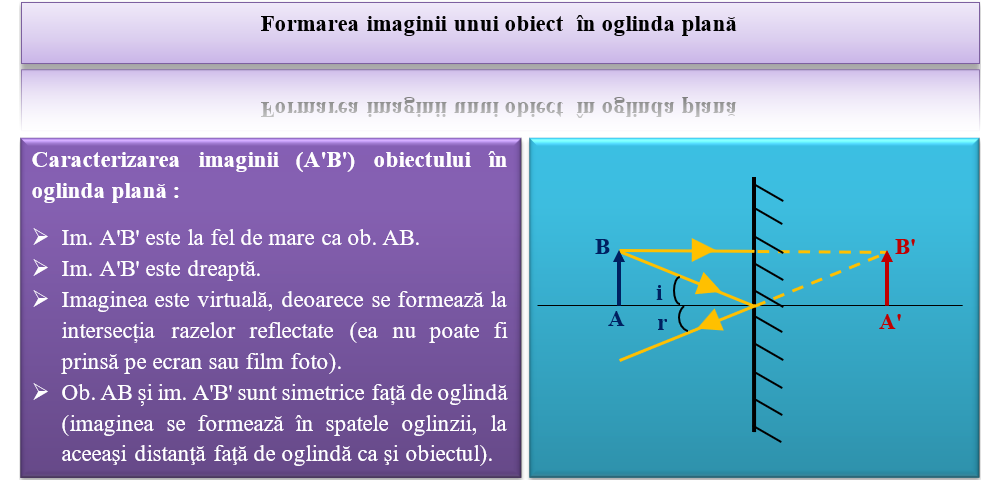 Formarea imaginii unui obiect  în oglinda plană
Formarea imaginii unui obiect  în oglinda plană
Caracterizarea imaginii (A'B') obiectului în
oglinda plană :
➢ Im. A'B' este la fel de mare ca ob. AB.
➢ Im. A'B' este dreaptă.
➢ Imaginea este virtuală, deoarece se formează la
intersecția razelor reflectate (ea nu poate fi
prinsă pe ecran sau film foto).
➢ Ob. AB și im. A'B' sunt simetrice față de oglindă
(imaginea se formează în spatele oglinzii, la
aceeași distanţă faţă de oglindă ca şi obiectul).
B
B'
i
A
r
A'